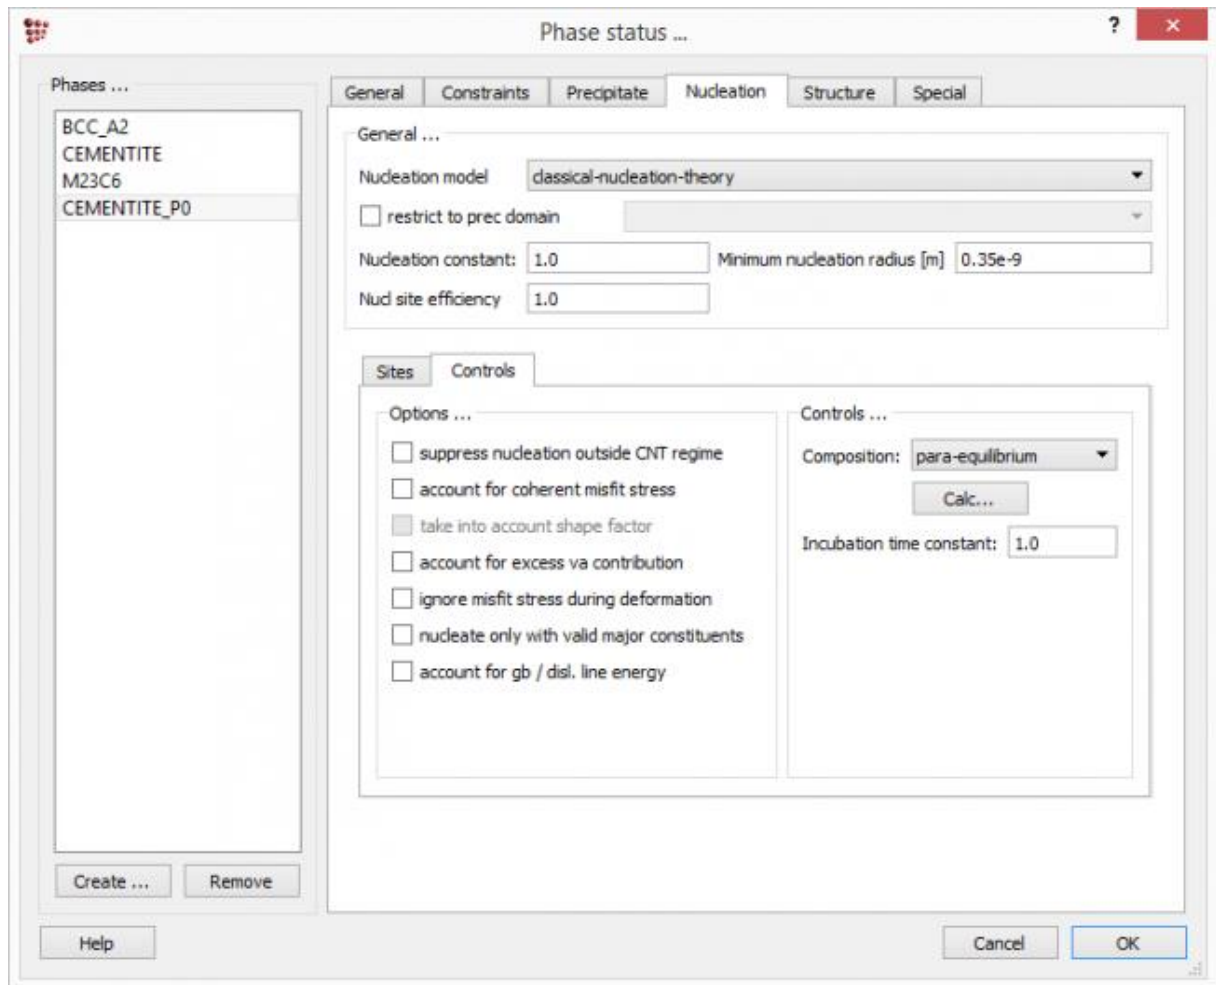 Phase status ...
?
Phases ...
BCC_A2
CEMENTITE
M23C6
CEMENTITE_P0
Create ...
Remove
General
Constraints
Precipitate
Nucleation
Structure
Special
General ...
Nucleation model
classical-nucleation-theory
restrict to prec domain
Nucleation constant:
1.0
Minimum nucleation radius [m]
0.35e-9
Nucl site efficiency
1.0
Sites
Controls
Options ...
suppress nucleation outside CNT regime
account for coherent misfit stress
take into account shape factor
account for excess va contribution
ignore misfit stress during deformation
nucleate only with valid major constituents
account for gb / disl. line energy
Controls ...
Composition:
para-equilibrium
Calc...
Incubation time constant:
1.0
Help
Cancel
OK